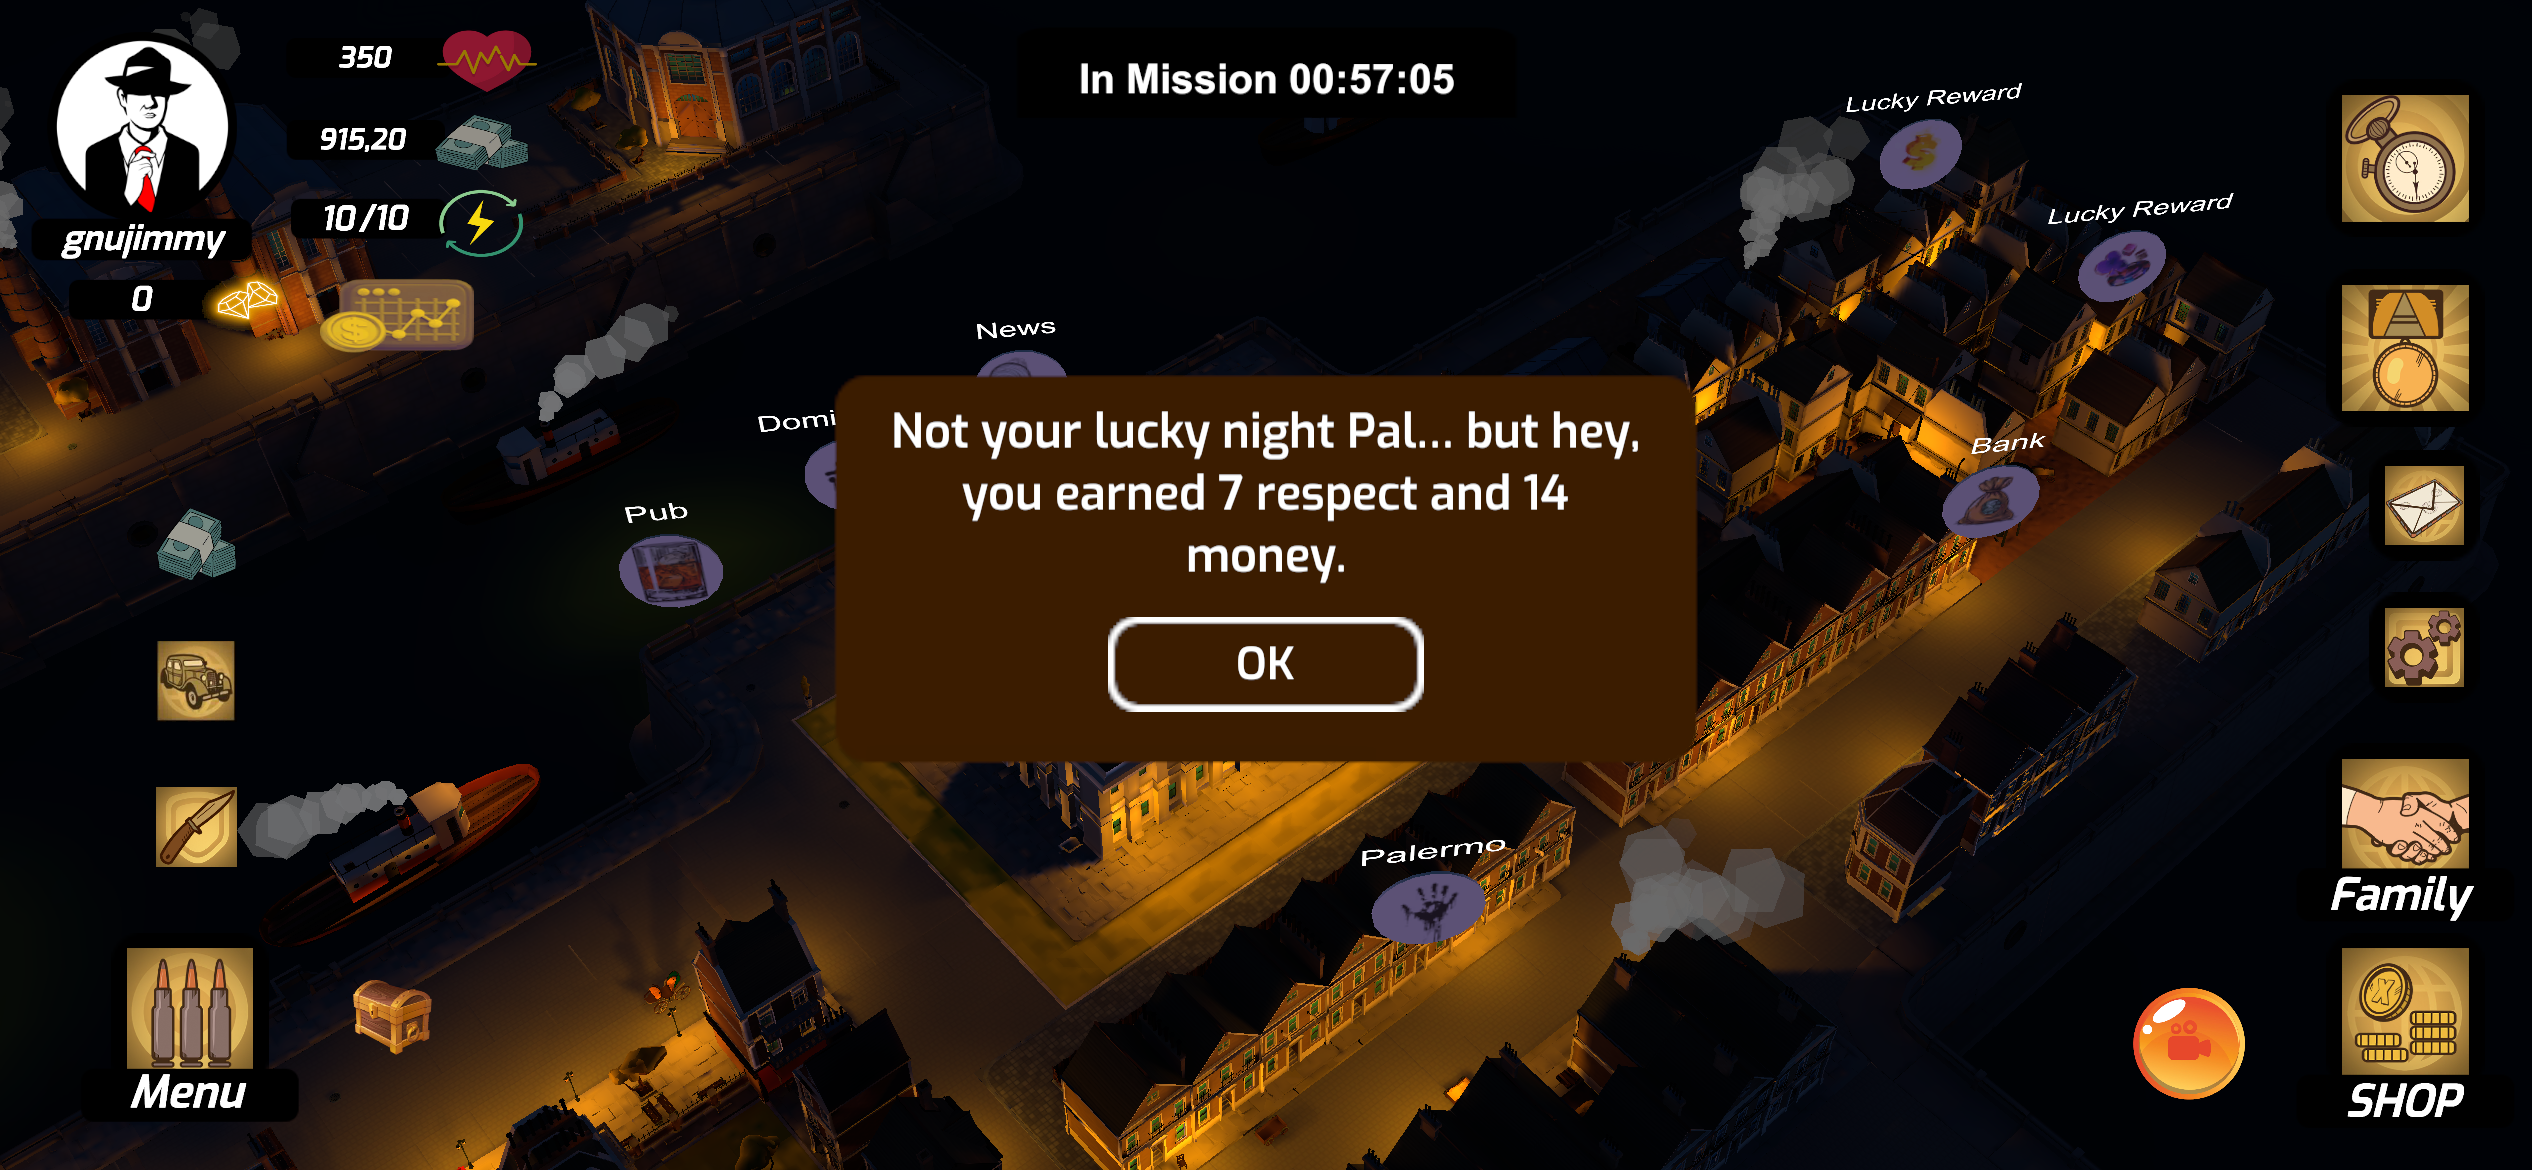 350
In Mission 00:57:05
Lucky Reward
915,20
Lucky Reward
10/10
gnujimmy
0
News
Domi
Not your lucky night Pal... but hey,
you earned 7 respect and 14
money.
OK
Bank
Pub
Palermo
Family
Menu
SHOP